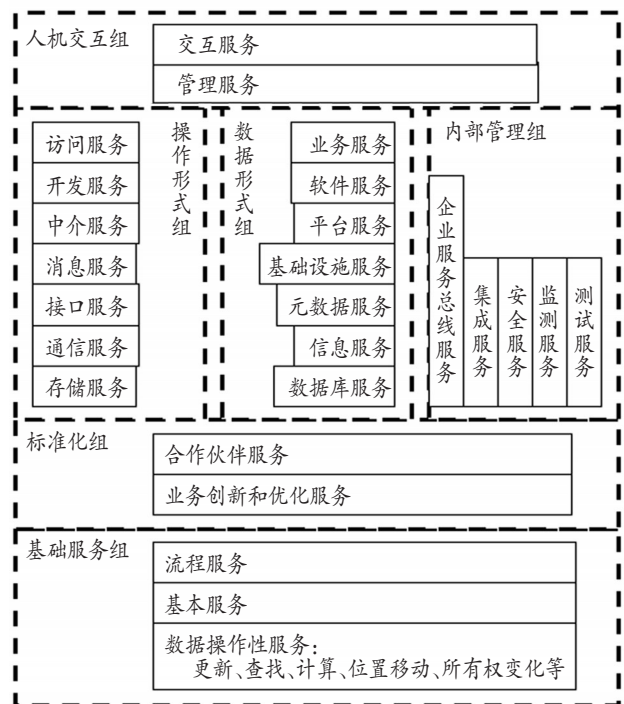 人机交互组
交互服务
管理服务
操作形式组
访问服务
开发服务
中介服务
消息服务
接口服务
通信服务
存储服务
数据形式组
业务服务
软件服务
平台服务
基础设施服务
元数据服务
信息服务
数据库服务
内部管理组
企业服务总线服务
集成服务
安全服务
监测服务
测试服务
标准化组
合作伙伴服务
业务创新和优化服务
基础服务组
流程服务
基本服务
数据操作性服务:
更新、查找、计算、位置移动、所有权变化等